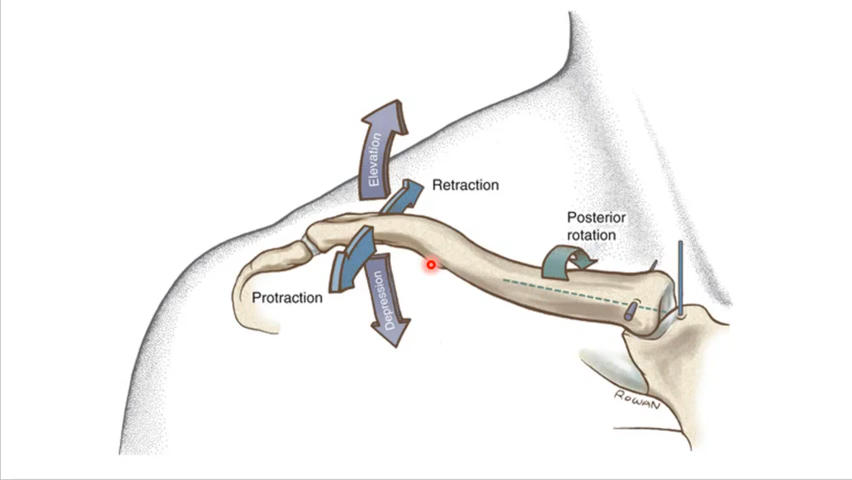 Elevation
Retraction
Posterior
rotation
Protraction
Depression
ROWAN